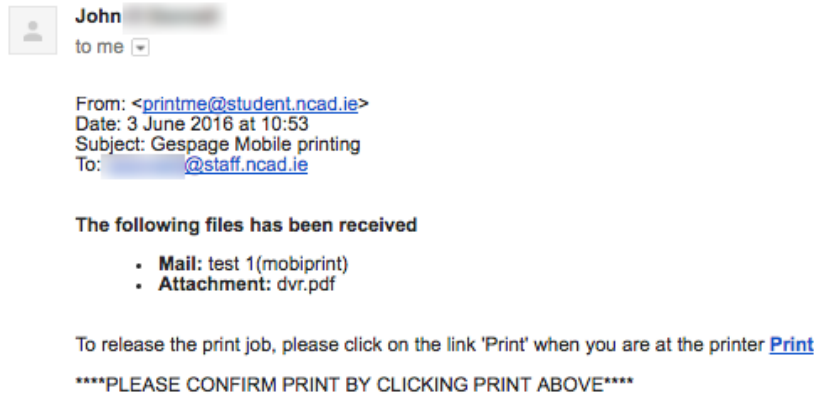 John
to me
From: <printme@student.ncad.ie>
Date: 3 June 2016 at 10:53
Subject: Gespage Mobile printing
To: @staff.ncad.ie
The following files has been received
• Mail: test 1(mobiprint)
• Attachment: dvr.pdf
To release the print job, please click on the link 'Print' when you are at the printer Print
****PLEASE CONFIRM PRINT BY CLICKING PRINT ABOVE****